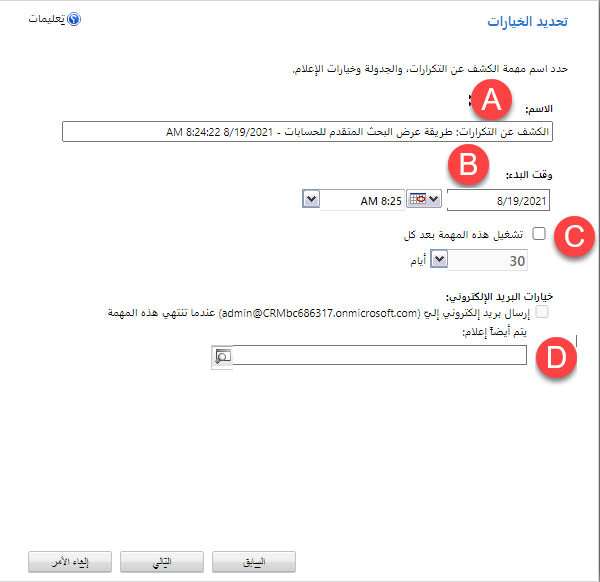 تعليمات
تحديد الخيارات
حدد اسم مهمة الكشف عن التكرارات، والجدولة وخيارات الإعلام.
A
الاسم:
الكشف عن التكرارات: طريقة عرض البحث المتقدم للحسابات - 8/19/2021 8:24:22 AM
B
وقت البدء:
8/19/2021
8:25 AM
C
تشغيل هذه المهمة بعد كل
30
أيام
خيارات البريد الإلكتروني:
إرسال بريد إلكتروني إليّ (admin@CRMbc686317.onmicrosoft.com) عندما تنتهي هذه المهمة
يتم أيضاً إعلام:
D
السابق
التالي
إلغاء الأمر